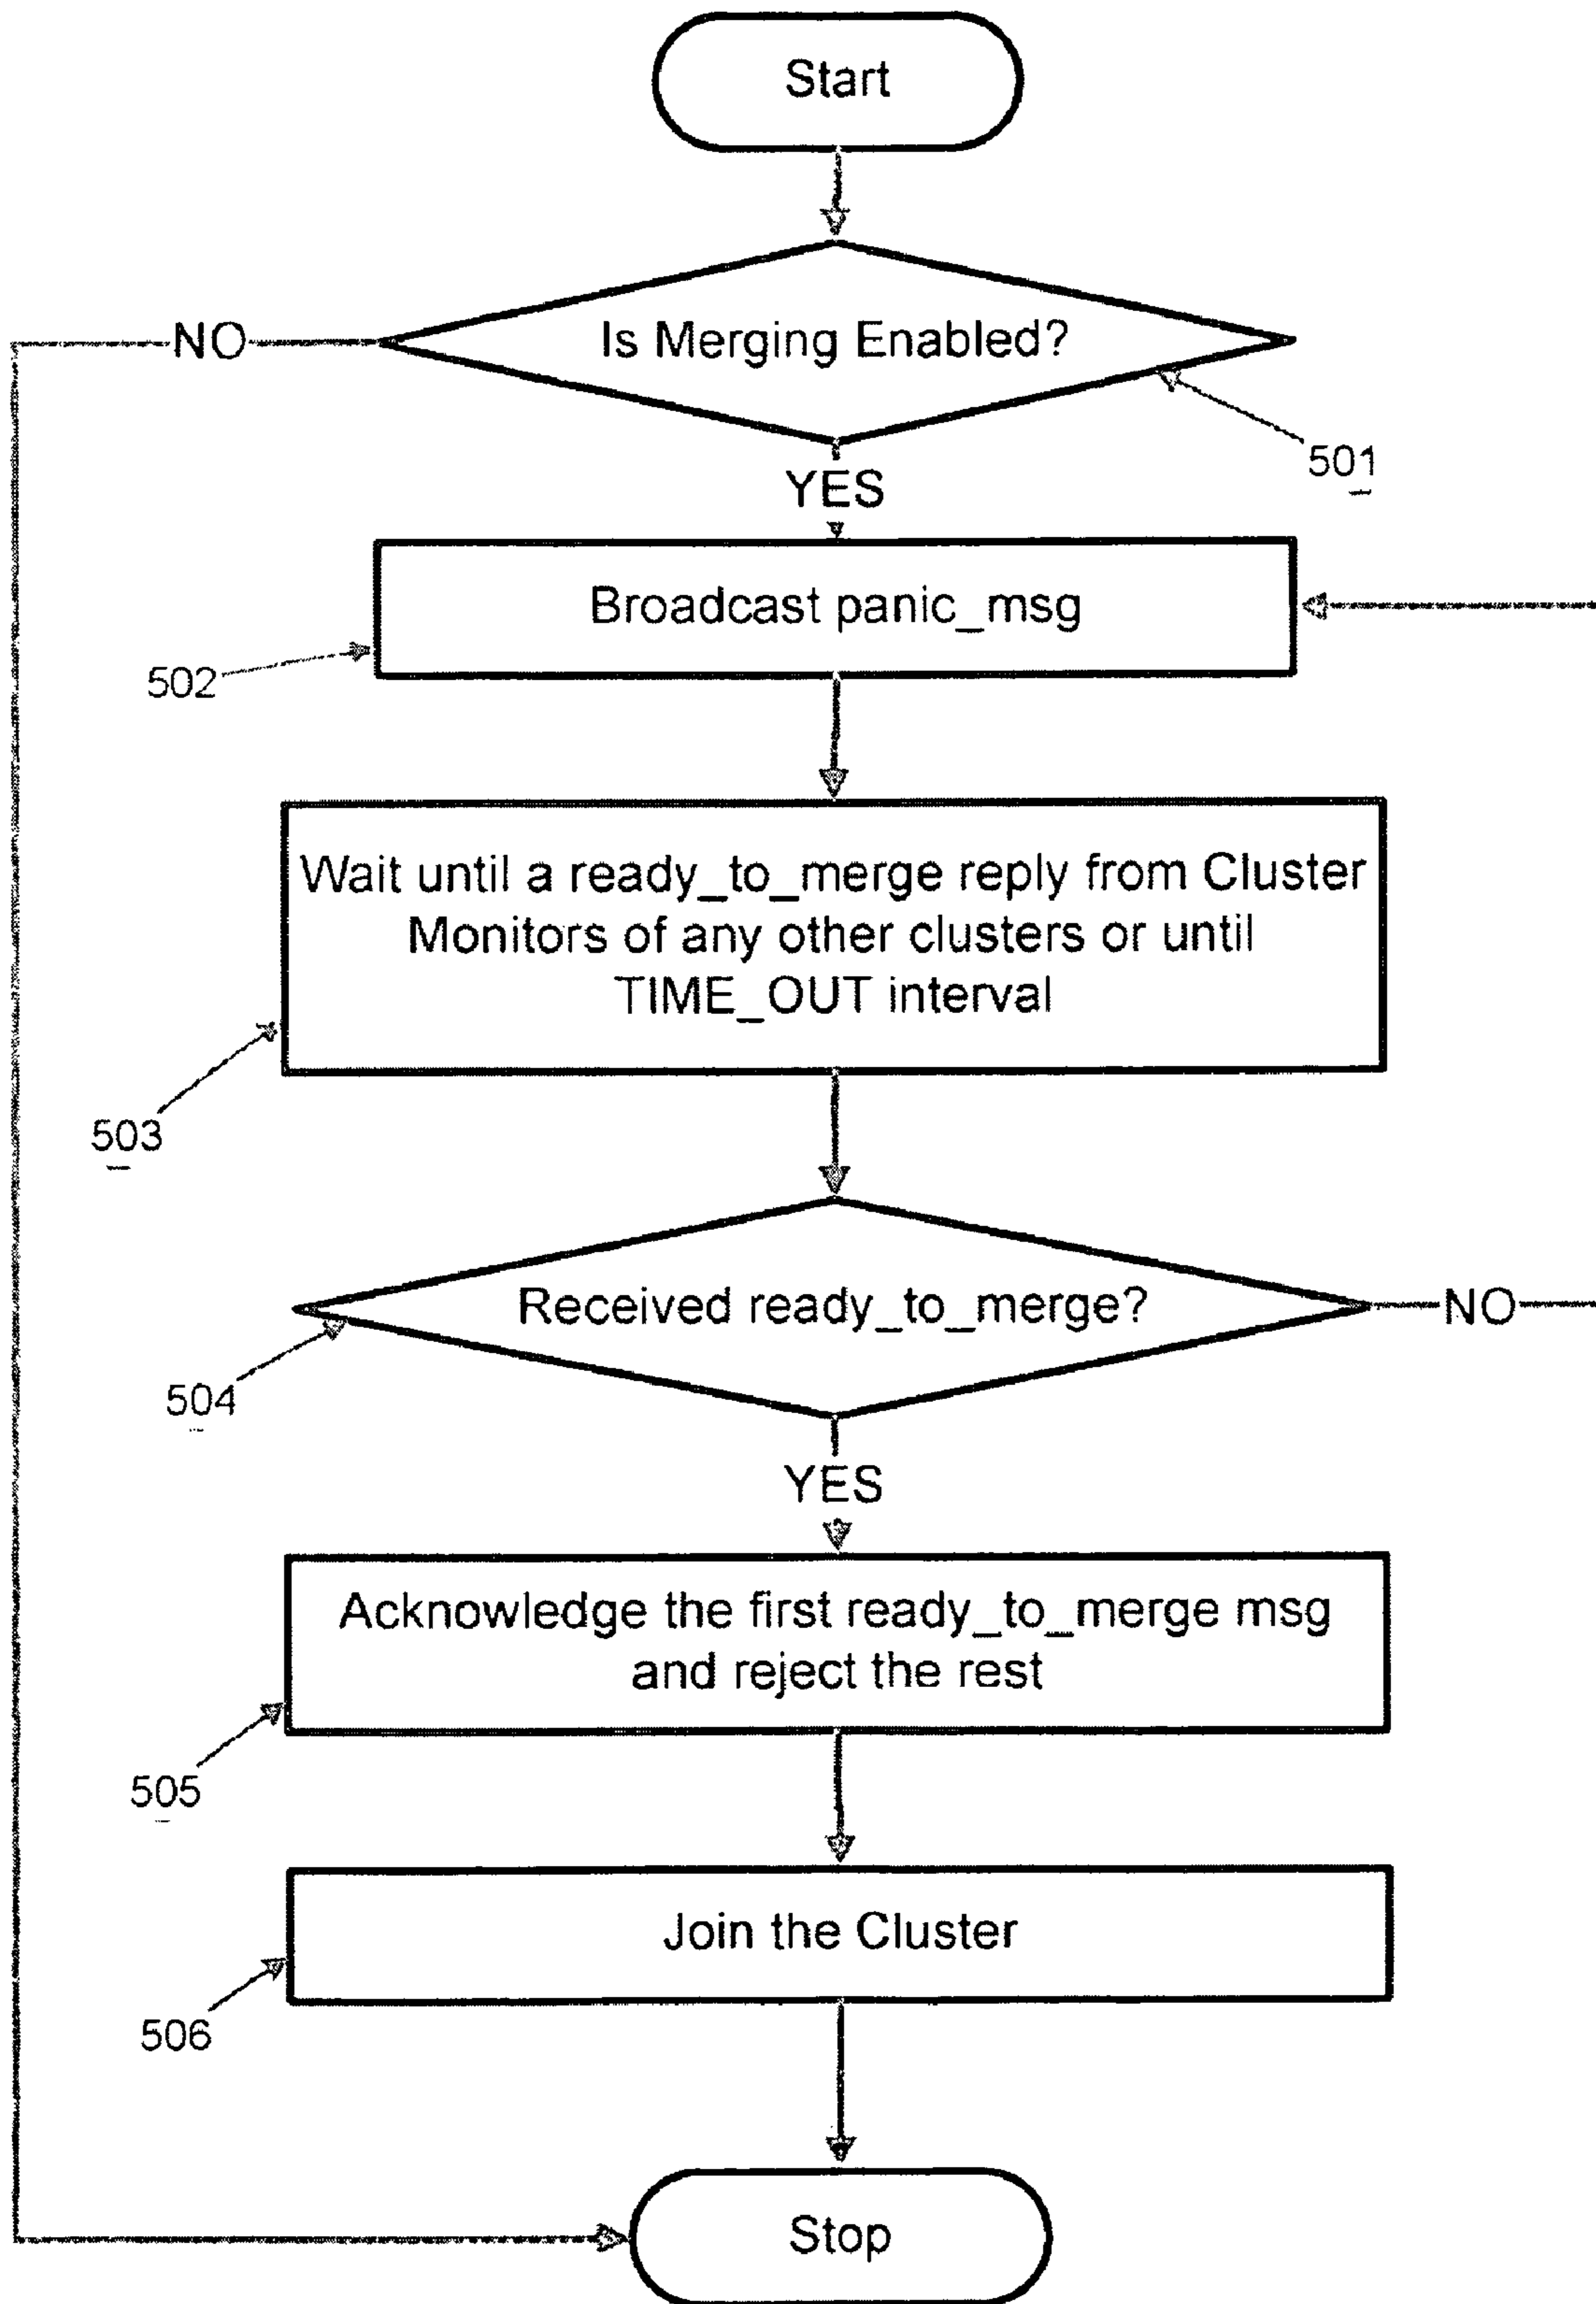 Start
Is Merging Enabled?
NO
501
YES
Broadcast panic_msg
502
Wait until a ready_to_merge reply from Cluster
Monitors of any other clusters or until
TIME_OUT interval
503
Received ready_to_merge?
NO
504
YES
Acknowledge the first ready_to_merge msg
and reject the rest
505
Join the Cluster
506
Stop